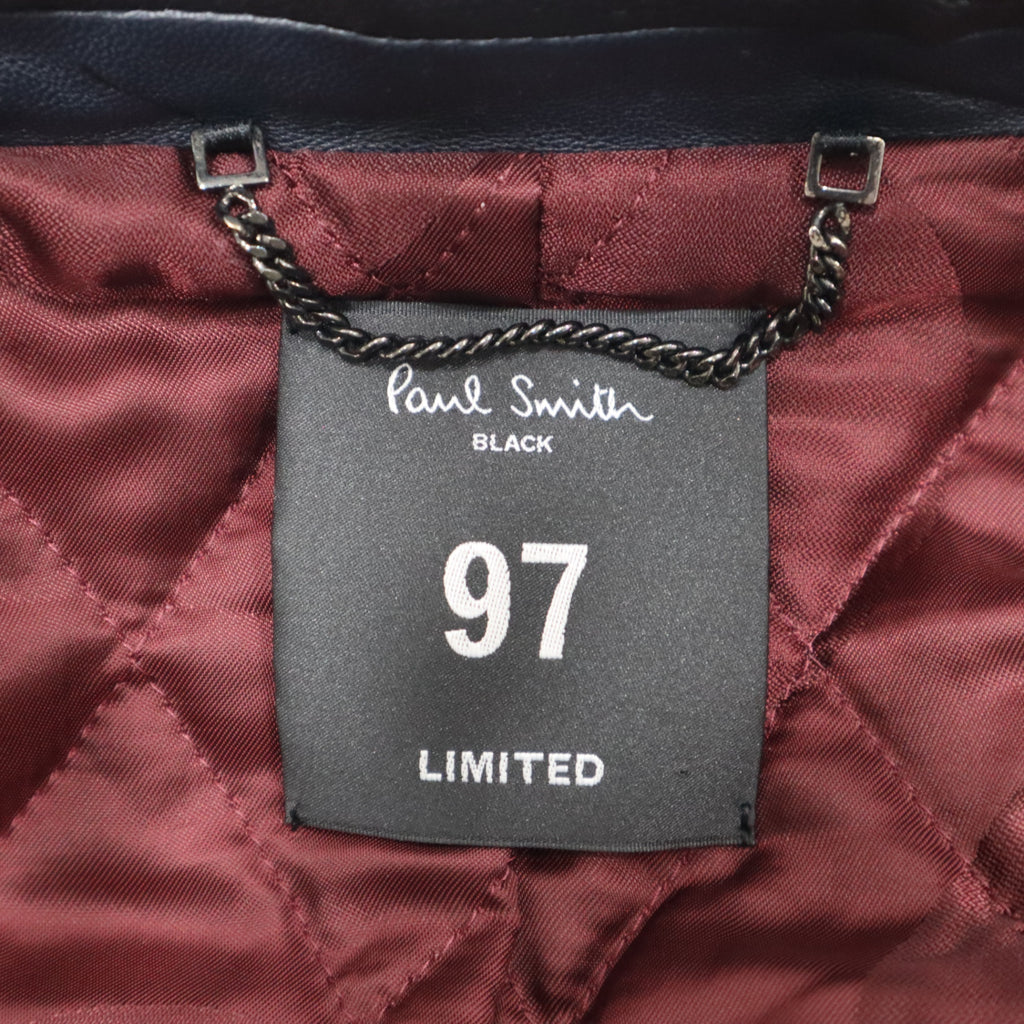 Paul Smith
BLACK
97
LIMITED